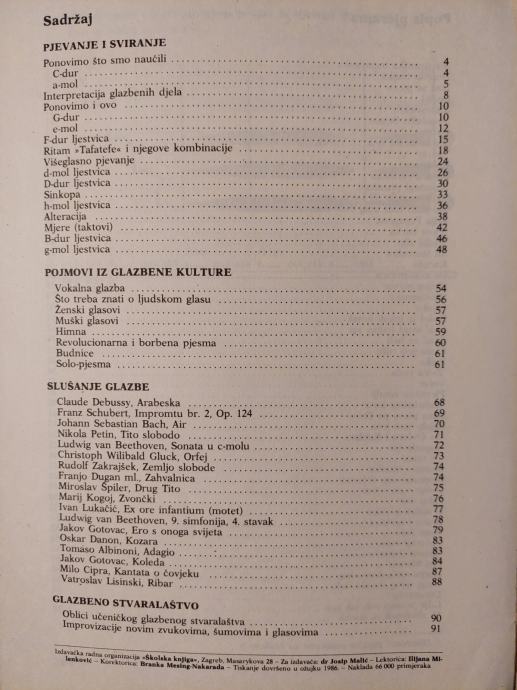 Sadržaj
PJEVANJE I SVIRANJE
Ponovimo što smo naučili 4
C-dur 4
a-mol 5
Interpretacija glazbenih djela 8
Ponovimo i ovo 10
G-dur 10
e-mol 12
F-dur ljestvica 15
Ritam »Tafatefe« i njegove kombinacije 18
Višeglasno pjevanje 24
d-mol ljestvica 26
D-dur ljestvica 30
Sinkopa 33
h-mol ljestvica 36
Alteracija 38
Mjere (taktovi) 42
B-dur ljestvica 46
g-mol ljestvica 48
POJMOVI IZ GLAZBENE KULTURE
Vokalna glazba 54
Što treba znati o ljudskom glasu 56
Ženski glasovi 57
Muški glasovi 57
Himna 59
Revolucionarna i borbena pjesma 60
Budnice 61
Solo-pjesma 61
SLUŠANJE GLAZBE
Claude Debussy, Arabeska 68
Franz Schubert, Impromtu br. 2, Op. 124 69
Johann Sebastian Bach, Air 70
Nikola Petin, Tito slobodo 71
Ludwig van Beethoven, Sonata u c-molu 72
Christoph Wilibald Gluck, Orfej 73
Rudolf Zakrajšek, Zemljo slobode 74
Franjo Dugan ml., Zahvalnica 74
Miroslav Špiler, Drug Tito 75
Marij Kogoj, Zvončki 76
Ivan Lukačić, Ex ore infantium (motet) 77
Ludwig van Beethoven, 9. simfonija, 4. stavak 78
Jakov Gotovac, Ero s onoga svijeta 79
Oskar Danon, Kozara 83
Tomaso Albinoni, Adagio 83
Jakov Gotovac, Koleda 84
Milo Cipra, Kantata o čovjeku 87
Vatroslav Lisinski, Ribar 88
GLAZBENO STVARALAŠTVO
Oblici učeničkog glazbenog stvaralaštva 90
Improvizacije novim zvukovima, šumovima i glasovima 91
Izdavačka radna organizacija »Školska knjiga«, Zagreb, Masarykova 28 – Za izdavača: dr Josip Malić – Lektorica: Ilijana Mi-
lenković – Korektorica: Branka Mesing-Nakarada – Tiskanje dovršeno u ožujku 1986. – Naklada 66 000 primjeraka